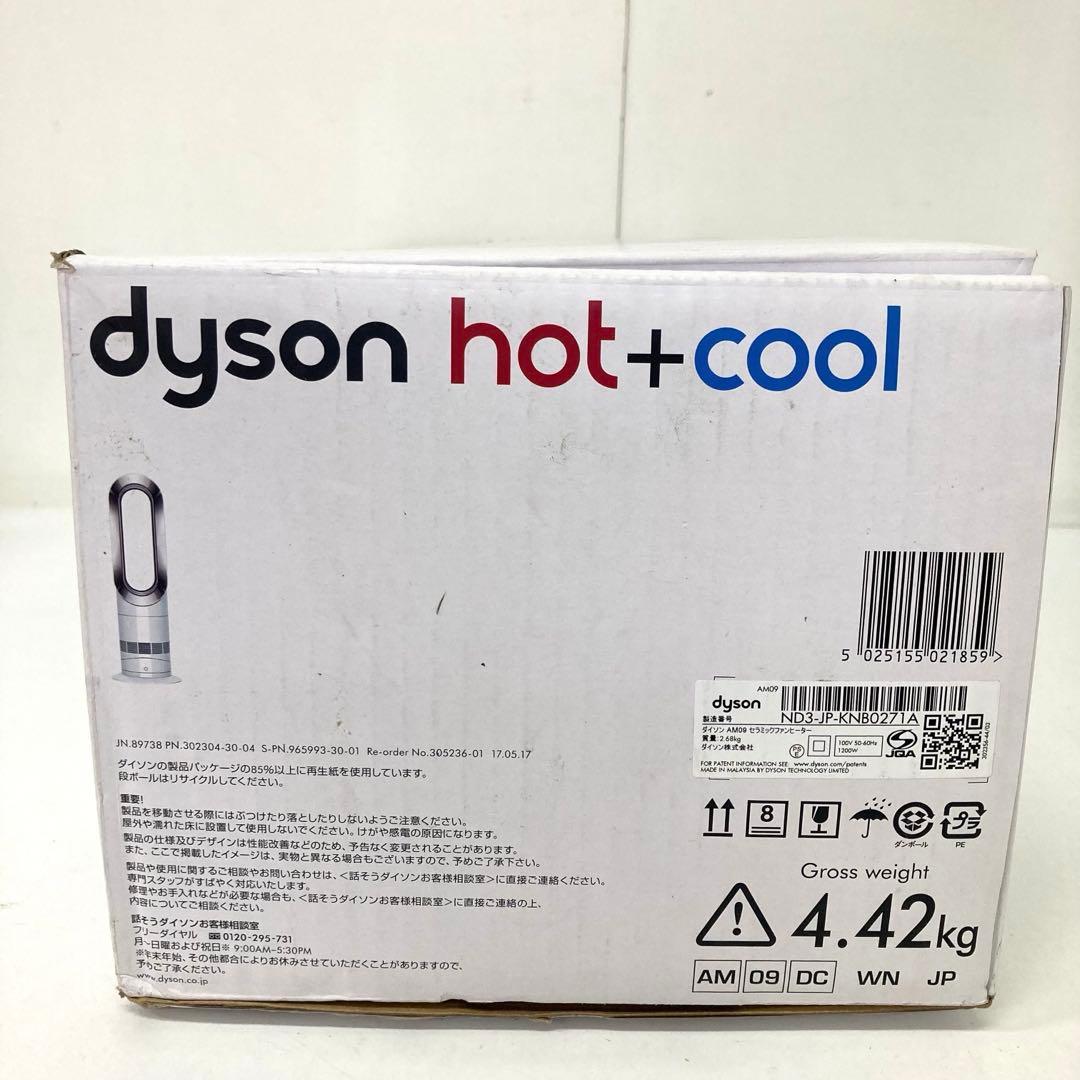 dyson hot+cool
5 025155 021859 >
AM09
dyson
製造番号 ND3-JP-KNB0271A
ダイソン AM09 セラミックファンヒーター
質量:2.68kg
ダイソン株式会社
PS
E
100V 50-60Hz
1200W
JQA
302356-44/03
FOR PATENT INFORMATION SEE: www.dyson.com/patents
MADE IN MALAYSIA BY DYSON TECHNOLOGY LIMITED
JN.89738 PN.302304-30-04 S-PN.965993-30-01 Re-order No.305236-01 17.05.17
ダイソンの製品パッケージの85%以上に再生紙を使用しています。
段ボールはリサイクルしてください。
重要!
製品を移動させる際にはぶつけたり落としたりしないようご注意ください。
屋外や濡れた床に設置して使用しないでください。けがや感電の原因になります。
製品の仕様及びデザインは性能改善などのため、予告なく変更されることがあります。
また、ここで掲載したイメージは、実物と異なる場合もございますので、予めご了承下さい。
製品や使用に関するご相談やお問い合わせは、<話そうダイソンお客様相談室>に直接ご連絡ください。
専門スタッフがすばやく対応いたします。
修理やお手入れなどが必要な場合も、<話そうダイソンお客様相談室>に直接ご連絡の上、
内容についてご相談ください。
話そうダイソンお客様相談室
フリーダイヤル 0120-295-731
月~日曜および祝日※ 9:00AM–5:30PM
※年末年始、その他都合によりお休みさせていただくことがありますので、
予めご了承ください。
www.dyson.co.jp
8
ダンボール
プラ
PE
Gross weight
4.42kg
AM 09 DC WN JP